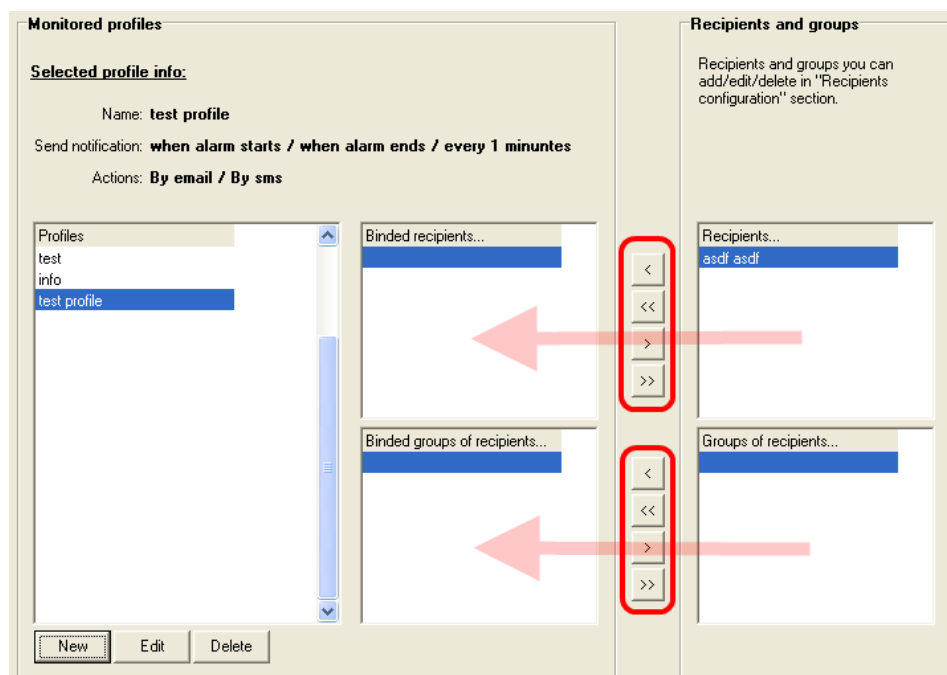 Monitored profiles
Selected profile info:
Name: test profile
Send notification: when alarm starts / when alarm ends / every 1 minuntes
Actions: By email / By sms
Profiles
test
info
test profile
New
Edit
Delete
Binded recipients...
Binded groups of recipients...
<
<<
>
>>
<
<<
>
>>
Recipients and groups
Recipients and groups you can
add/edit/delete in "Recipients
configuration" section.
Recipients...
asdf asdf
Groups of recipients...